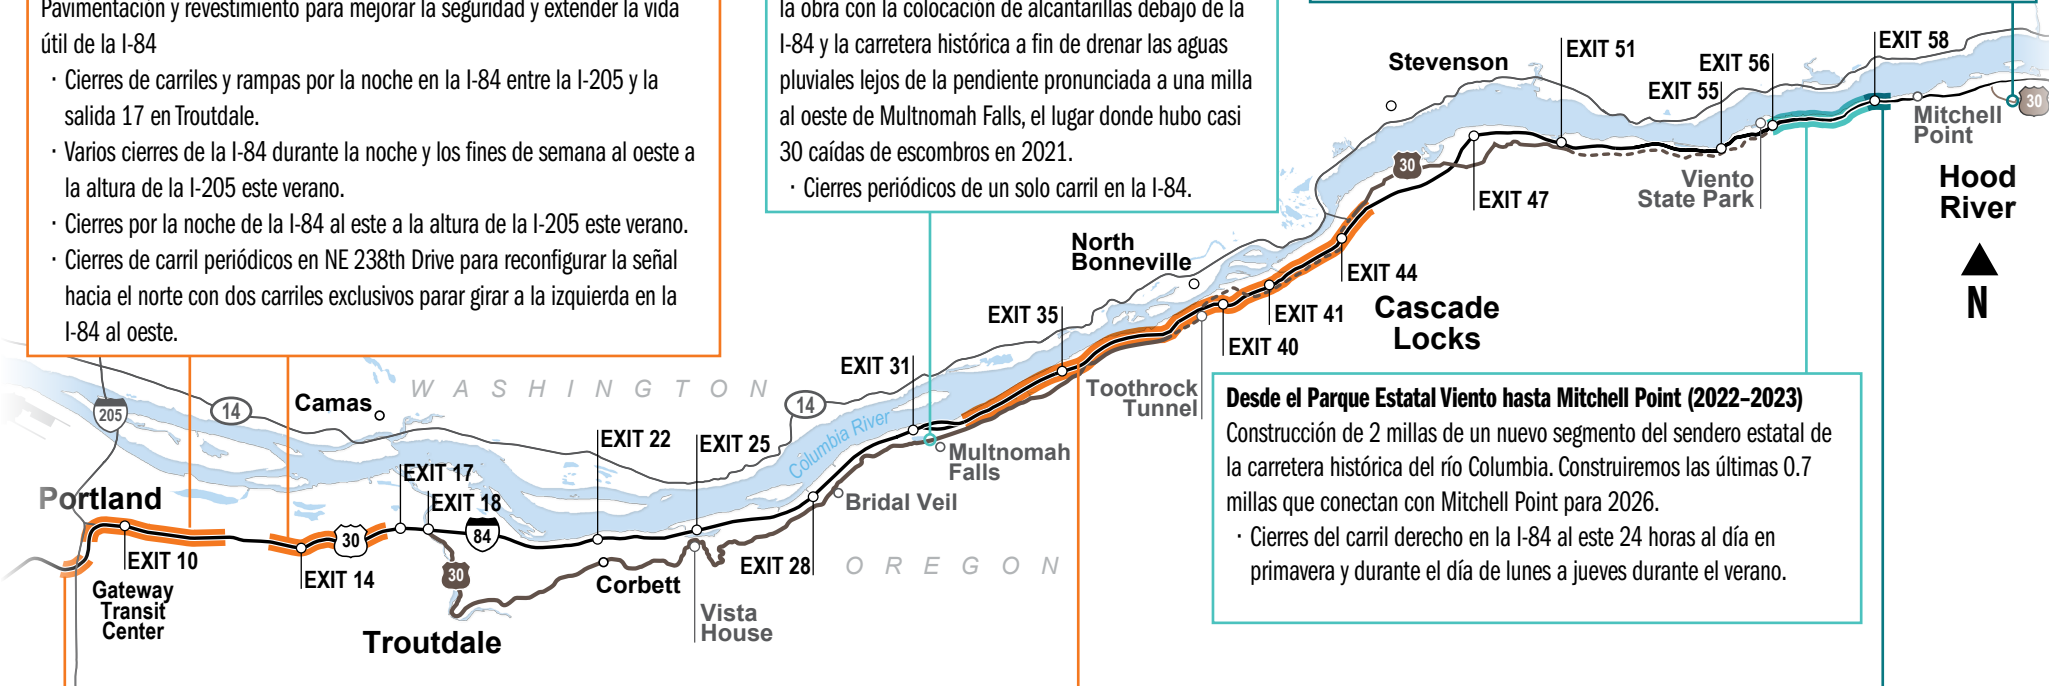 Pavimentación y revestimiento para mejorar la seguridad y extender la vida
útil de la I-84
· Cierres de carriles y rampas por la noche en la I-84 entre la I-205 y la
salida 17 en Troutdale.
· Varios cierres de la I-84 durante la noche y los fines de semana al oeste a
la altura de la I-205 este verano.
· Cierres por la noche de la I-84 al este a la altura de la I-205 este verano.
· Cierres de carril periódicos en NE 238th Drive para reconfigurar la señal
hacia el norte con dos carriles exclusivos parar girar a la izquierda en la
I-84 al oeste.
la obra con la colocación de alcantarillas debajo de la
I-84 y la carretera histórica a fin de drenar las aguas
pluviales lejos de la pendiente pronunciada a una milla
al oeste de Multnomah Falls, el lugar donde hubo casi
30 caídas de escombros en 2021.
· Cierres periódicos de un solo carril en la I-84.
Stevenson
EXIT 51
EXIT 55
EXIT 56
EXIT 58
30
Mitchell
Point
Hood
River
N
Viento
State Park
30
EXIT 47
North
Bonneville
EXIT 44
Cascade
Locks
EXIT 41
EXIT 40
EXIT 35
Toothrock
Tunnel
EXIT 31
WASHINGTON
14
Columbia River
Multnomah
Falls
Bridal Veil
EXIT 28
OREGON
205
14
Camas
EXIT 22
EXIT 25
EXIT 17
EXIT 18
Portland
EXIT 10
Gateway
Transit
Center
EXIT 14
30
84
30
Troutdale
Corbett
Vista
House
Desde el Parque Estatal Viento hasta Mitchell Point (2022–2023)
Construcción de 2 millas de un nuevo segmento del sendero estatal de
la carretera histórica del río Columbia. Construiremos las últimas 0.7
millas que conectan con Mitchell Point para 2026.
· Cierres del carril derecho en la I-84 al este 24 horas al día en
primavera y durante el día de lunes a jueves durante el verano.